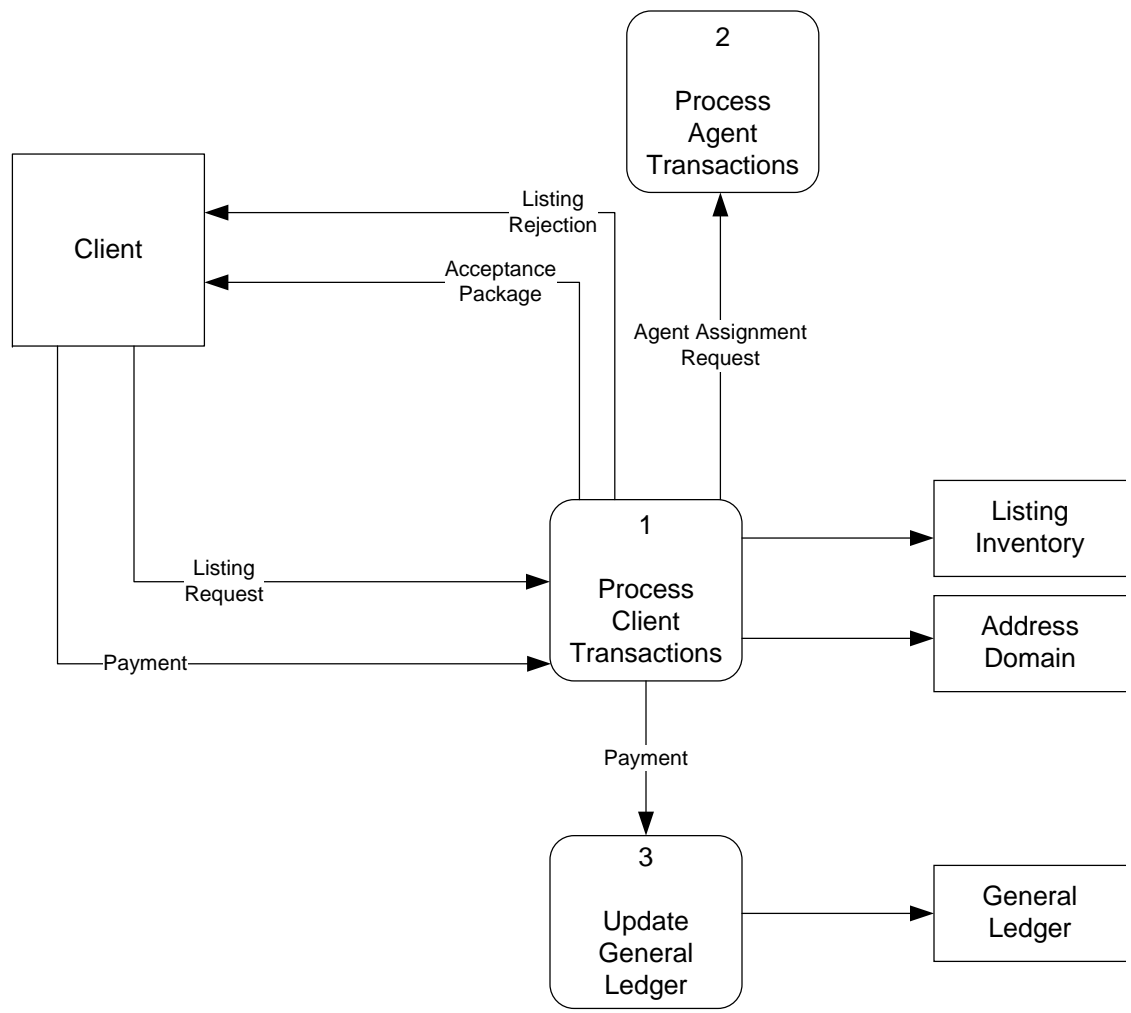 2
Process
Agent
Transactions
Client
Listing
Rejection
Acceptance
Package
Agent Assignment
Request
1
Process
Client
Transactions
Listing
Inventory
Address
Domain
Listing
Request
Payment
Payment
3
Update
General
Ledger
General
Ledger